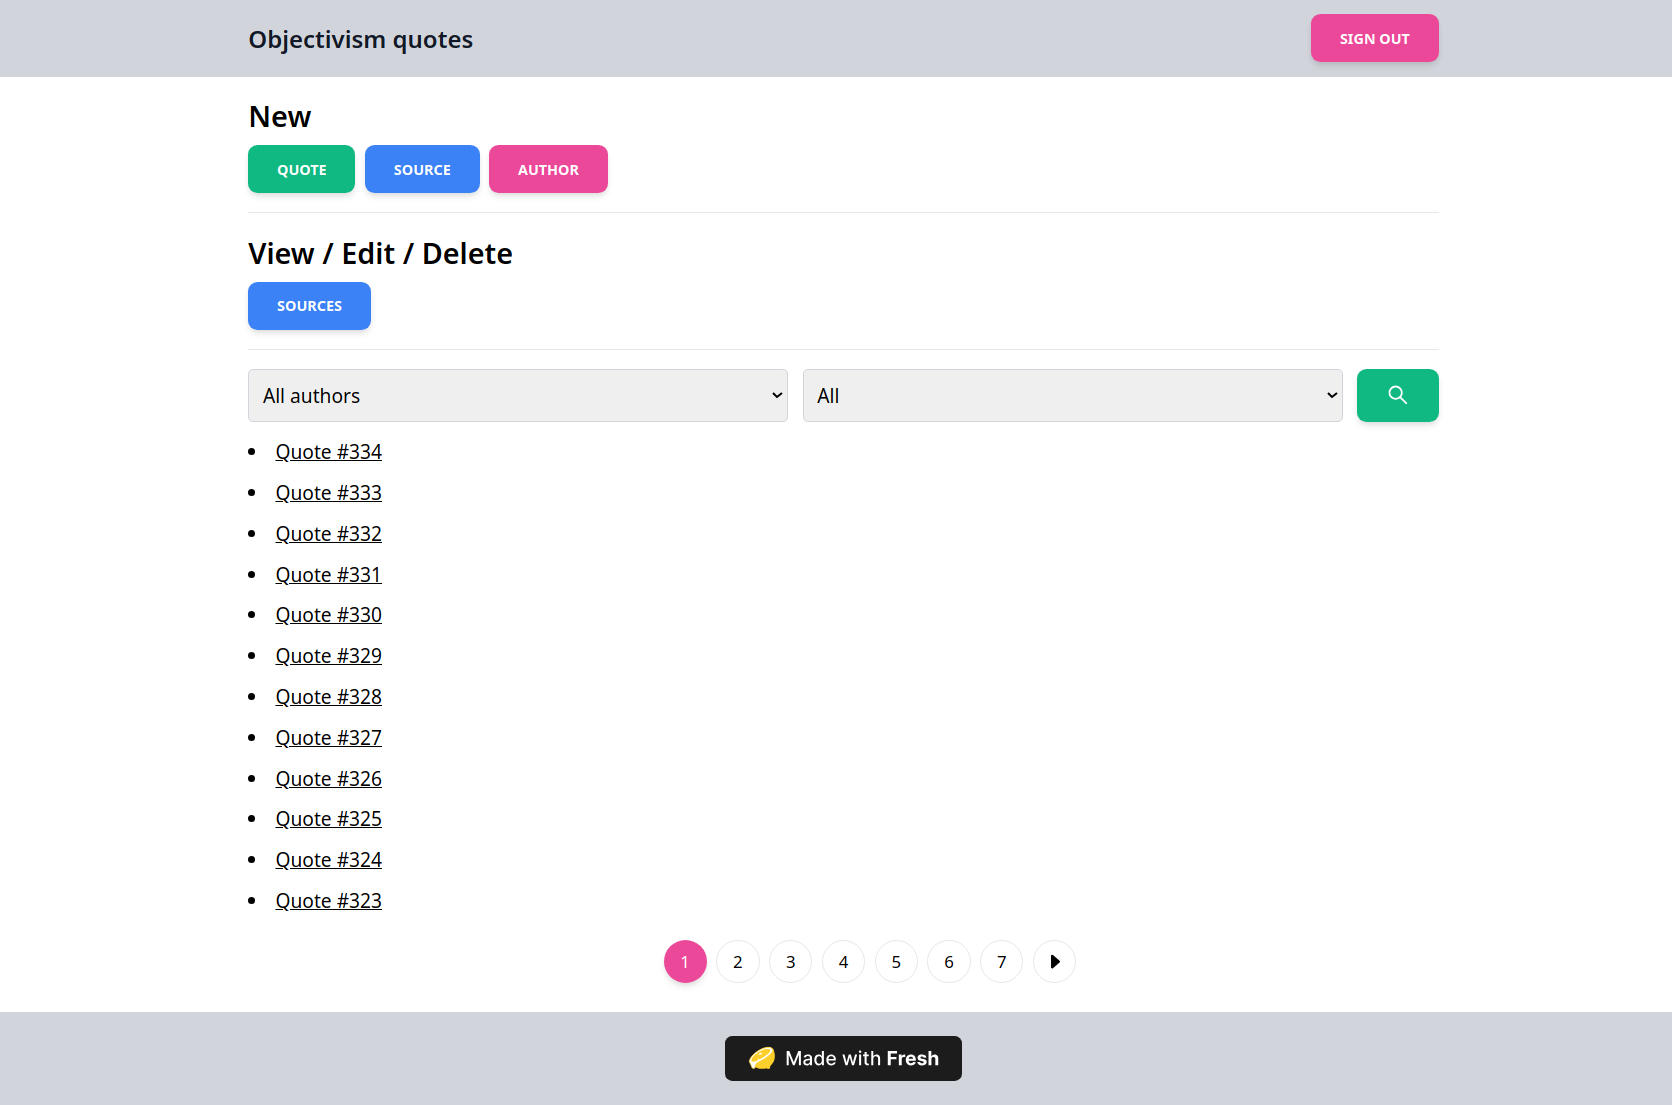 Objectivism quotes
SIGN OUT
New
QUOTE SOURCE AUTHOR
View / Edit / Delete
SOURCES
All authors All
Quote #334
Quote #333
Quote #332
Quote #331
Quote #330
Quote #329
Quote #328
Quote #327
Quote #326
Quote #325
Quote #324
Quote #323
1 2 3 4 5 6 7
Made with Fresh